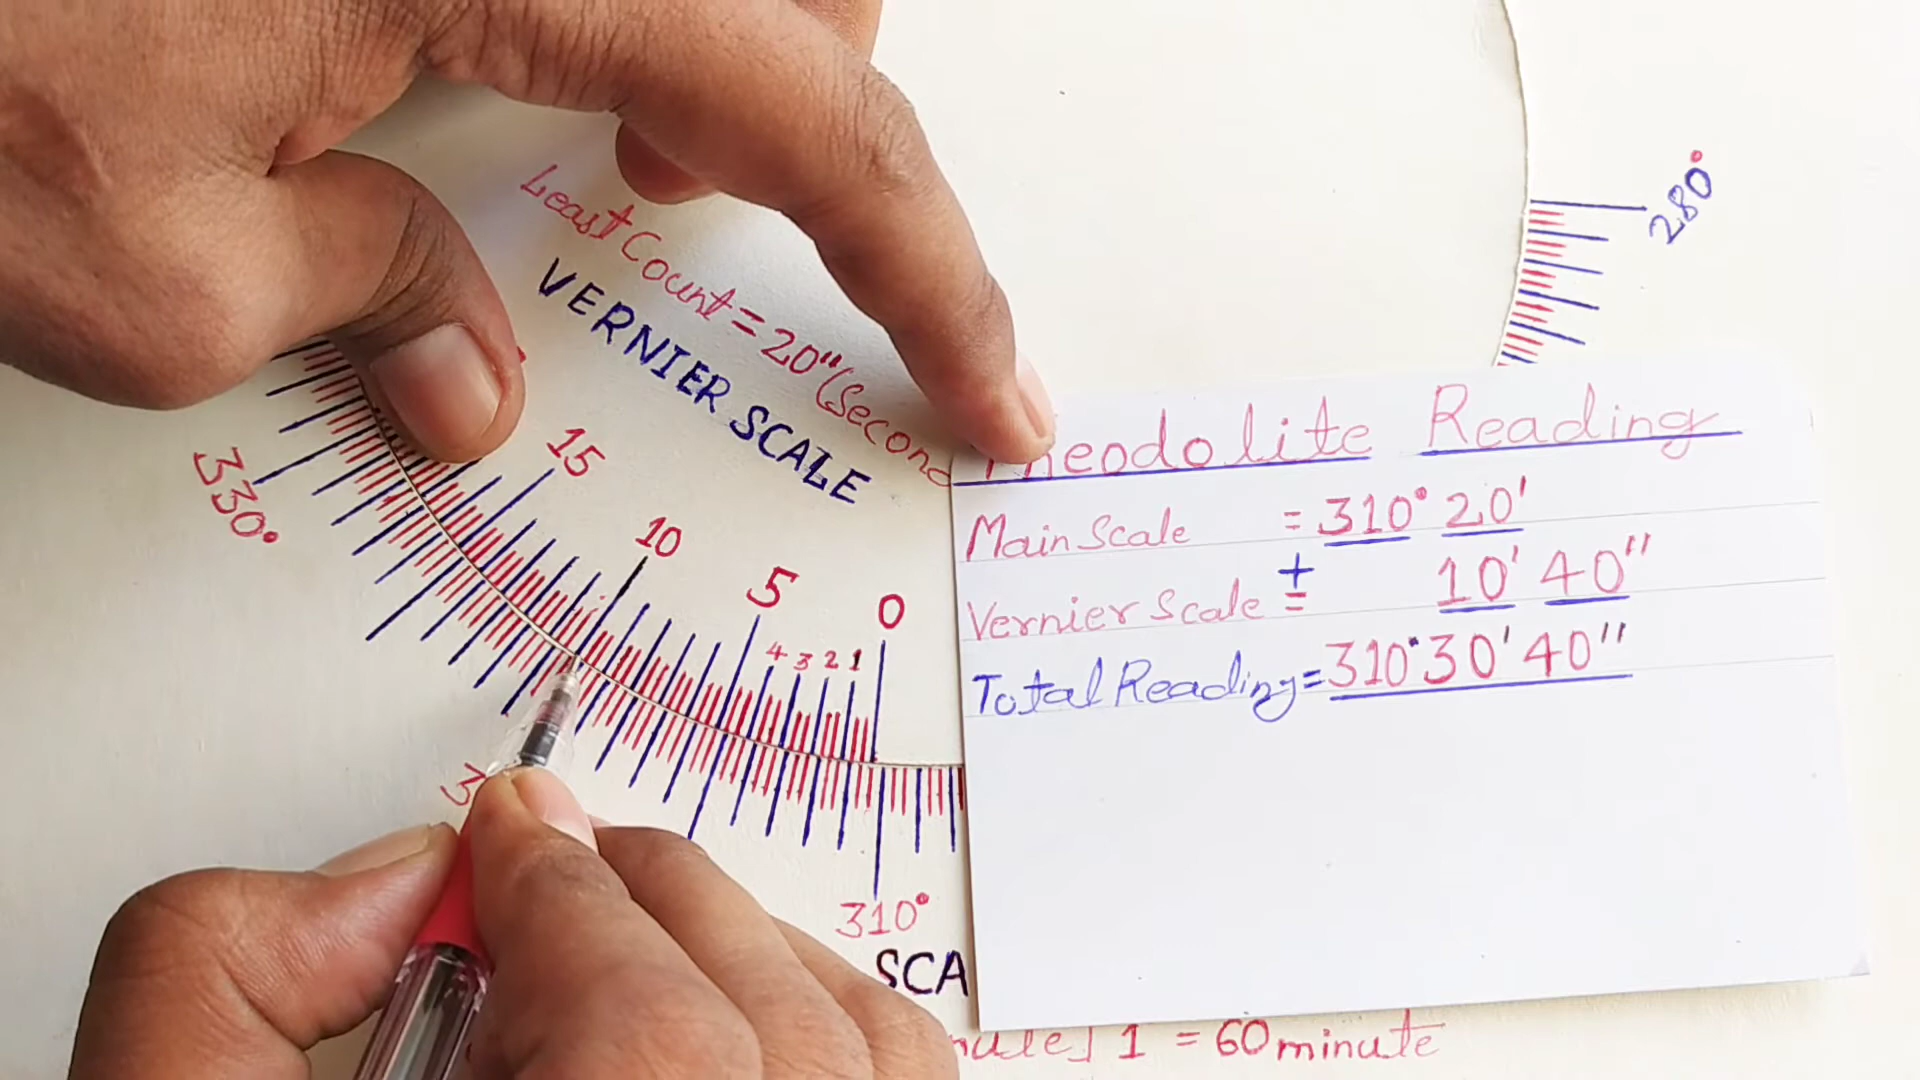 Least Count = 20" (Second
VERNIER SCALE
15
10
5
0
4 3 2 1
330°
310°
280°
SCA
Theodolite Reading
Main Scale = 310° 20'
+
Vernier Scale = 10' 40"
Total Reading = 310° 30' 40"
1 = 60 minute